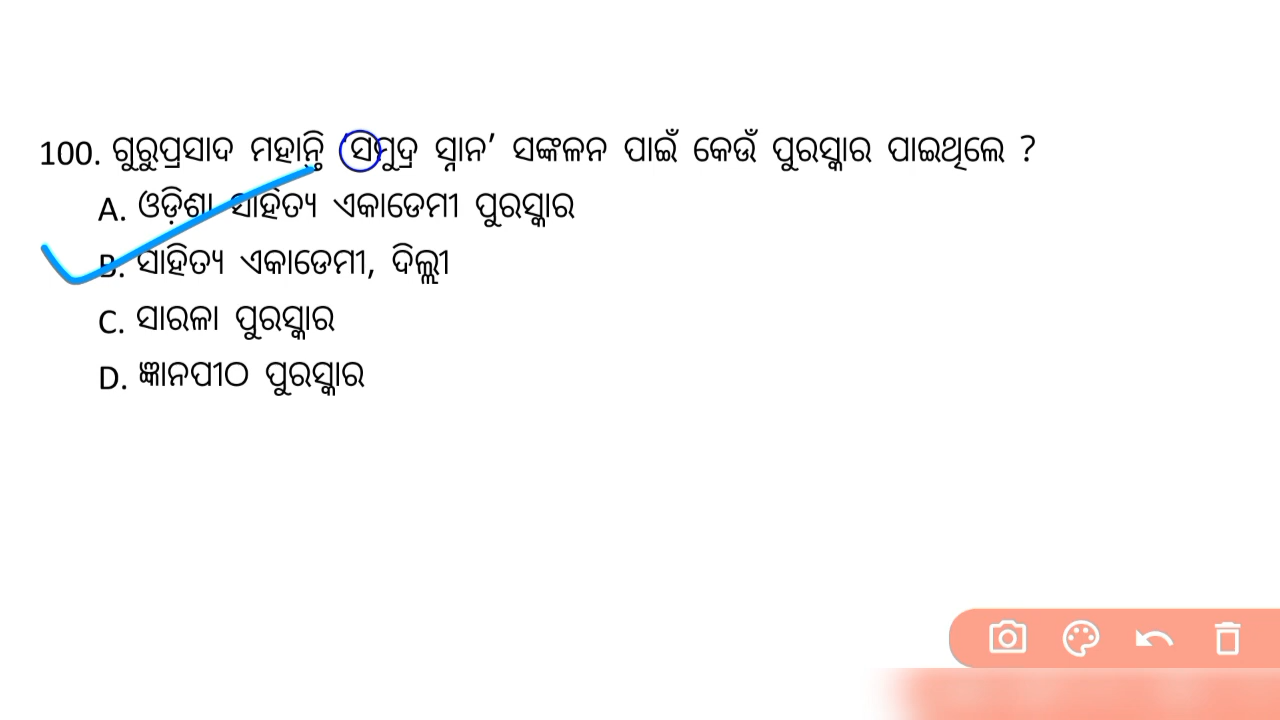 100. ଗୁରୁପ୍ରସାଦ ମହାନ୍ତି ‘ସମୁଦ୍ର ସ୍ନାନ’ ସଙ୍କଳନ ପାଇଁ କେଉଁ ପୁରସ୍କାର ପାଇଥିଲେ ?
A. ଓଡ଼ିଶା ସାହିତ୍ୟ ଏକାଡେମୀ ପୁରସ୍କାର
B. ସାହିତ୍ୟ ଏକାଡେମୀ, ଦିଲ୍ଲୀ
C. ସାରଳା ପୁରସ୍କାର
D. ଜ୍ଞାନପୀଠ ପୁରସ୍କାର